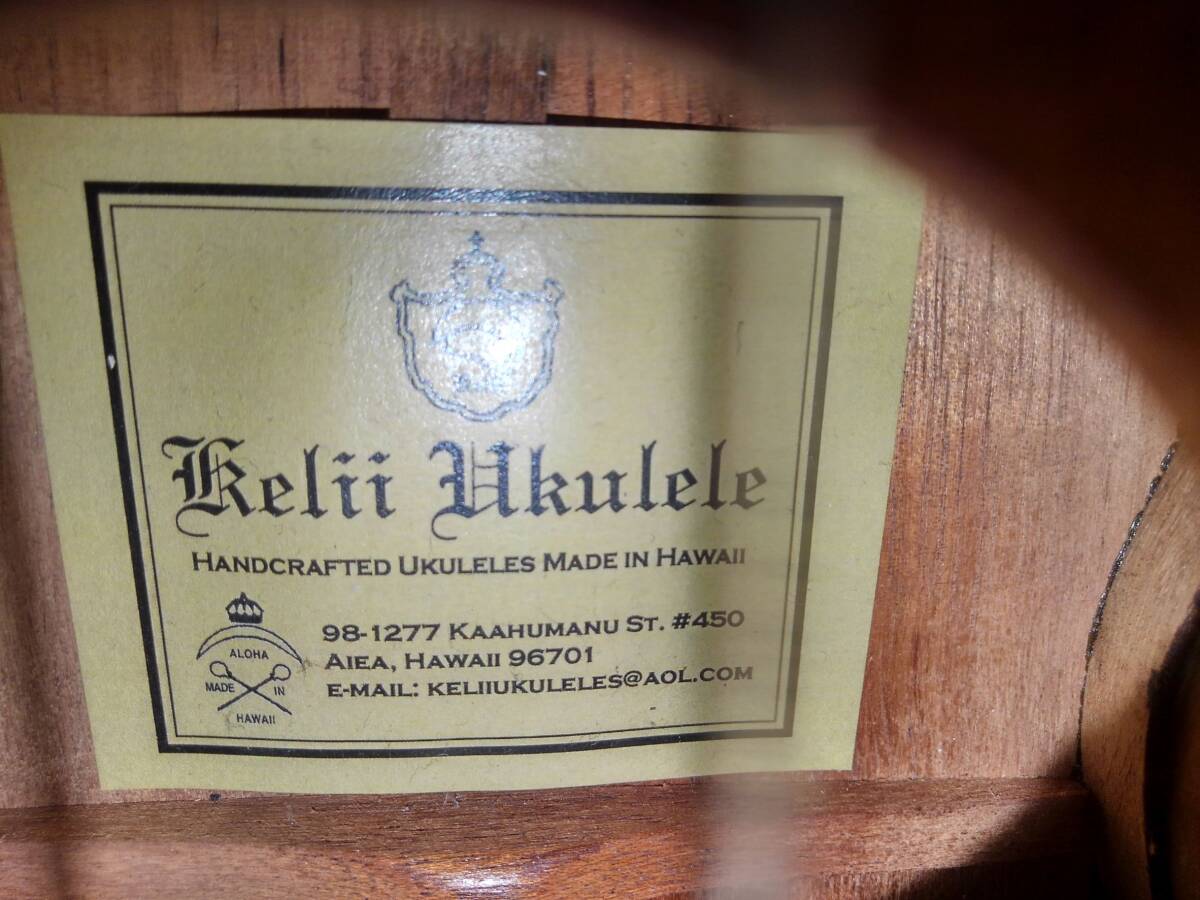 Kelii Ukulele
HANDCRAFTED UKULELES MADE IN HAWAII
98-1277 KAAHUMANU ST. #450
AIEA, HAWAII 96701
E-MAIL: KELIIUKULELES@AOL.COM
ALOHA
MADE IN
HAWAII